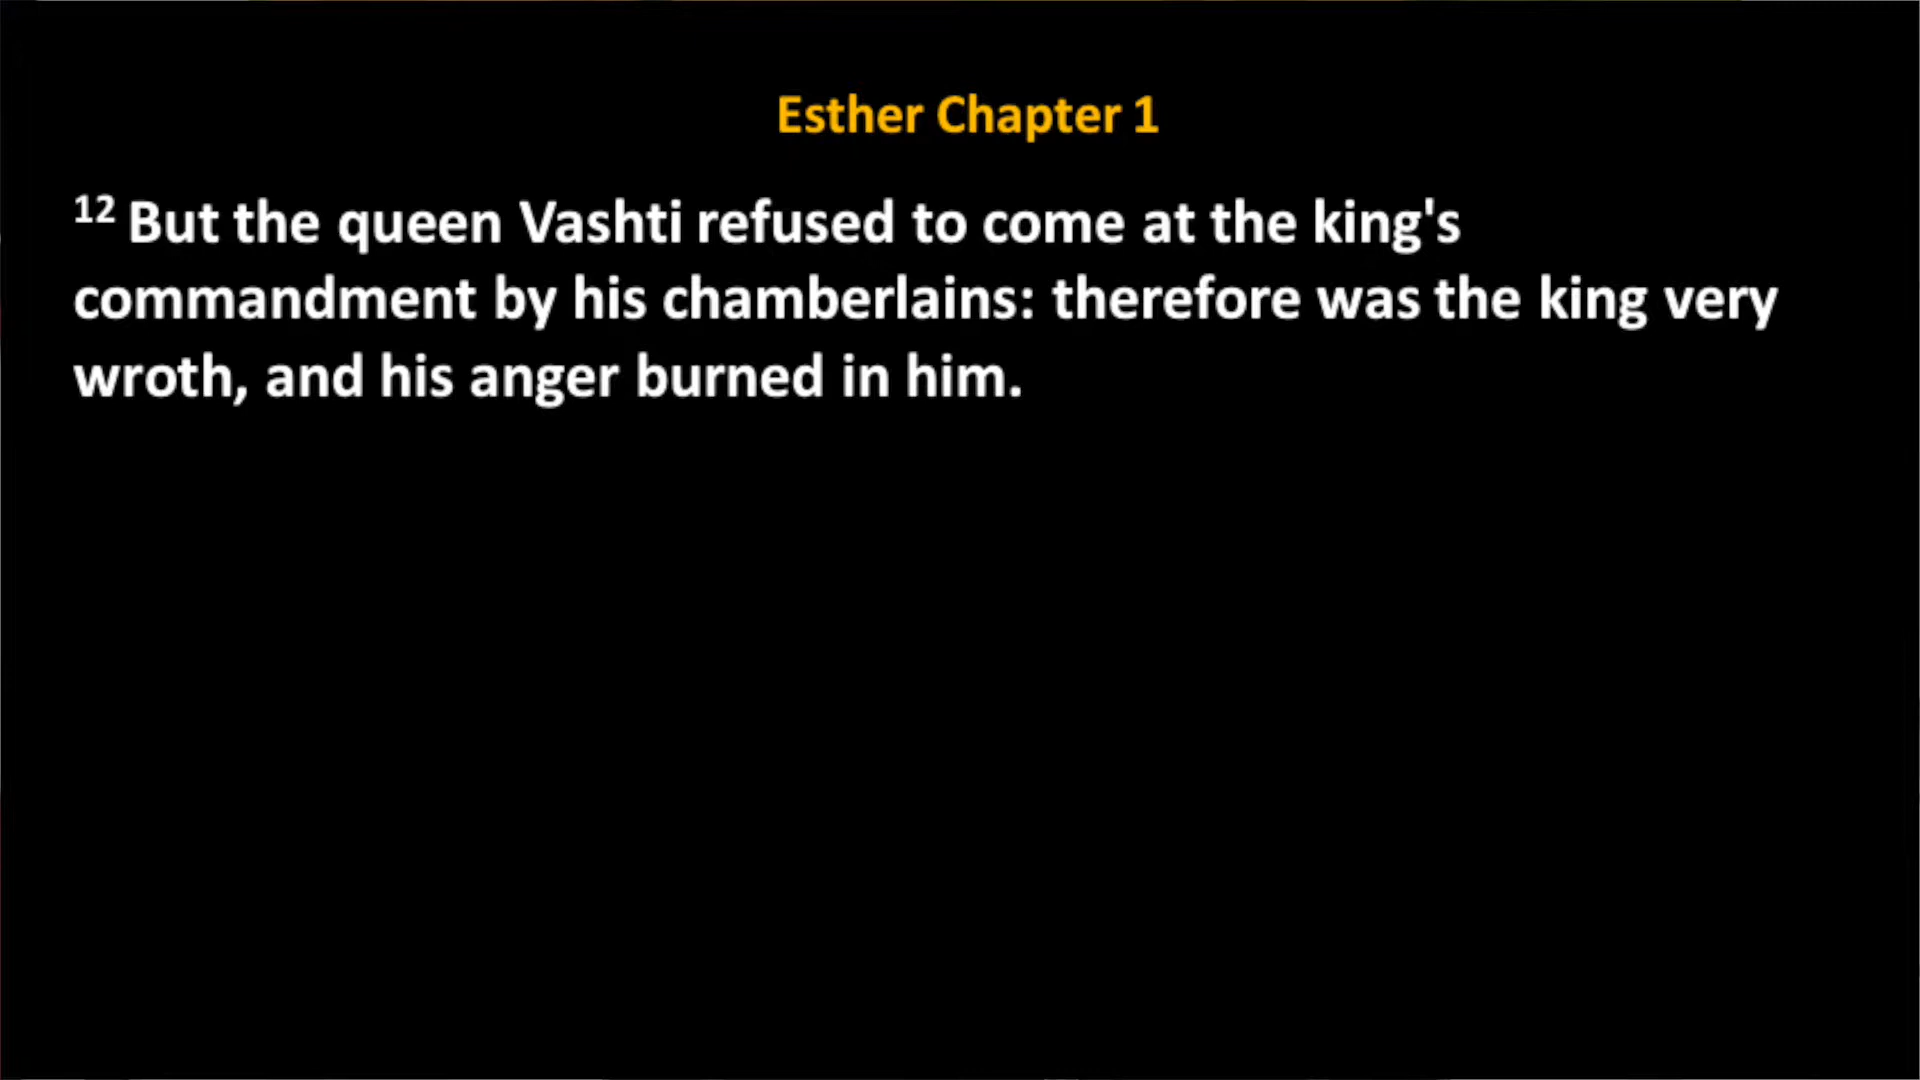 Esther Chapter 1
12 But the queen Vashti refused to come at the king's
commandment by his chamberlains: therefore was the king very
wroth, and his anger burned in him.